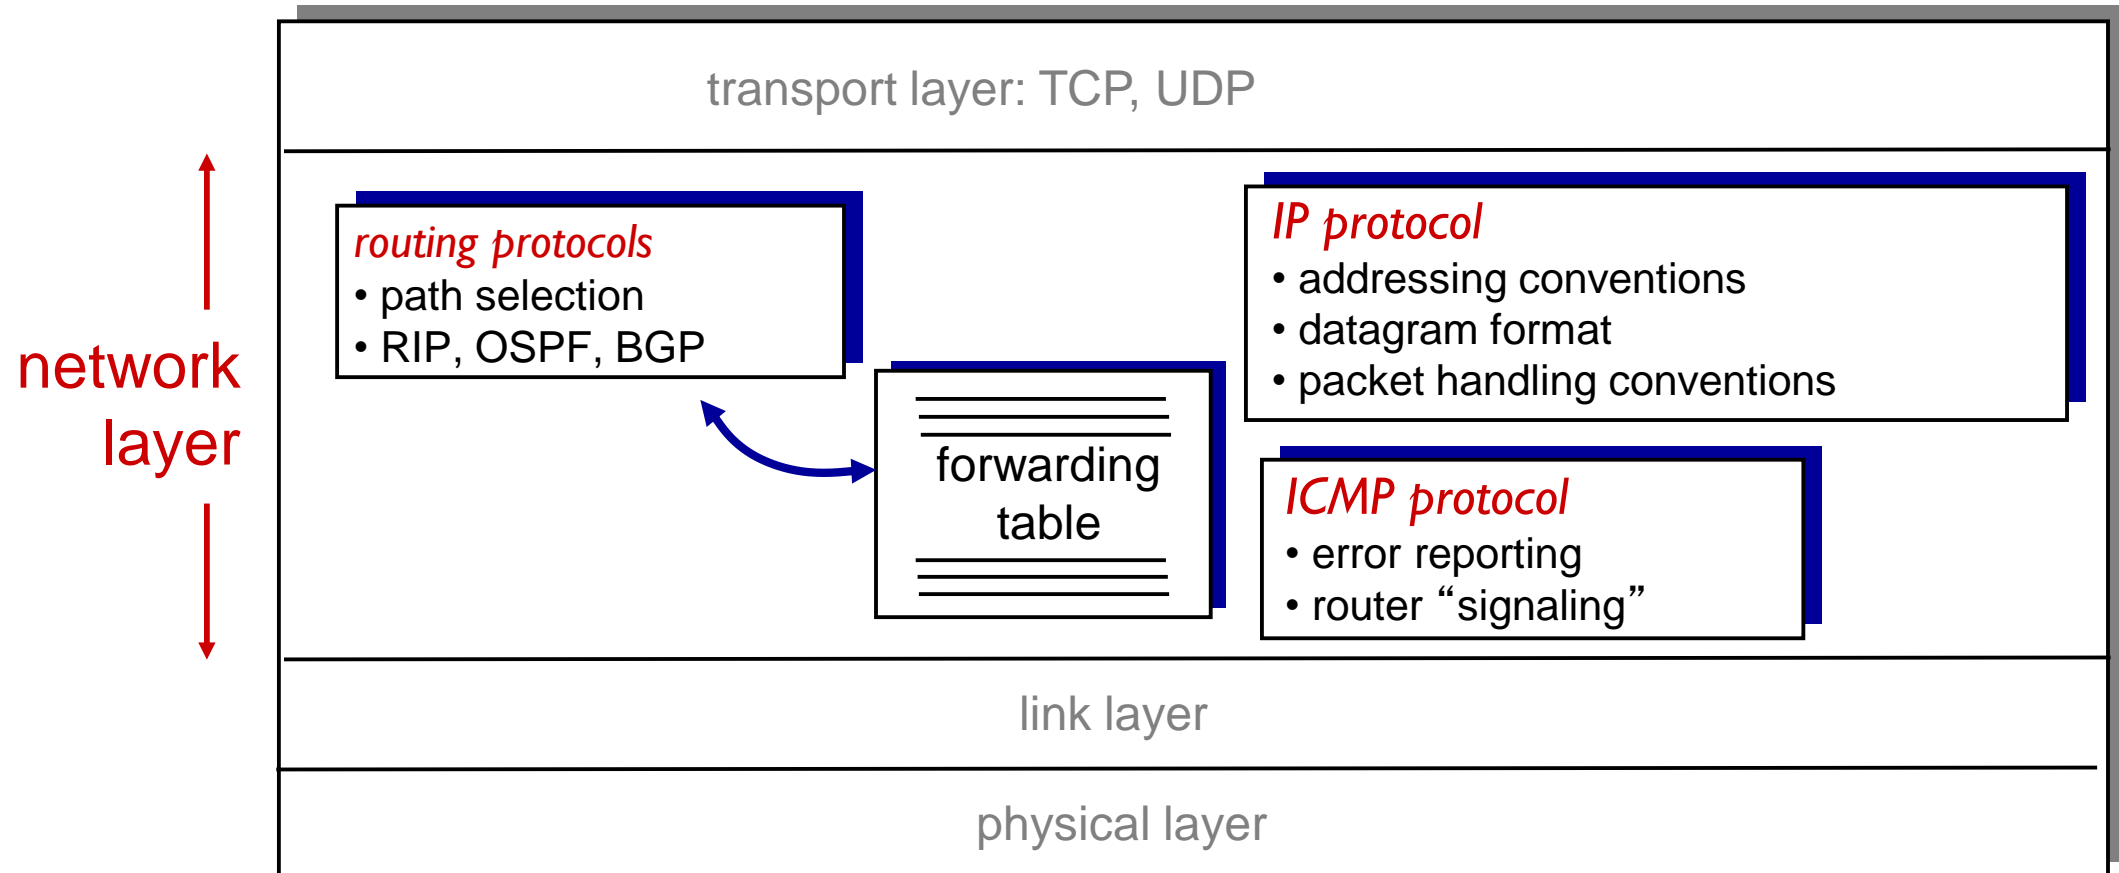 transport layer: TCP, UDP
network
layer
routing protocols
• path selection
• RIP, OSPF, BGP
forwarding
table
IP protocol
• addressing conventions
• datagram format
• packet handling conventions
ICMP protocol
• error reporting
• router “signaling”
link layer
physical layer